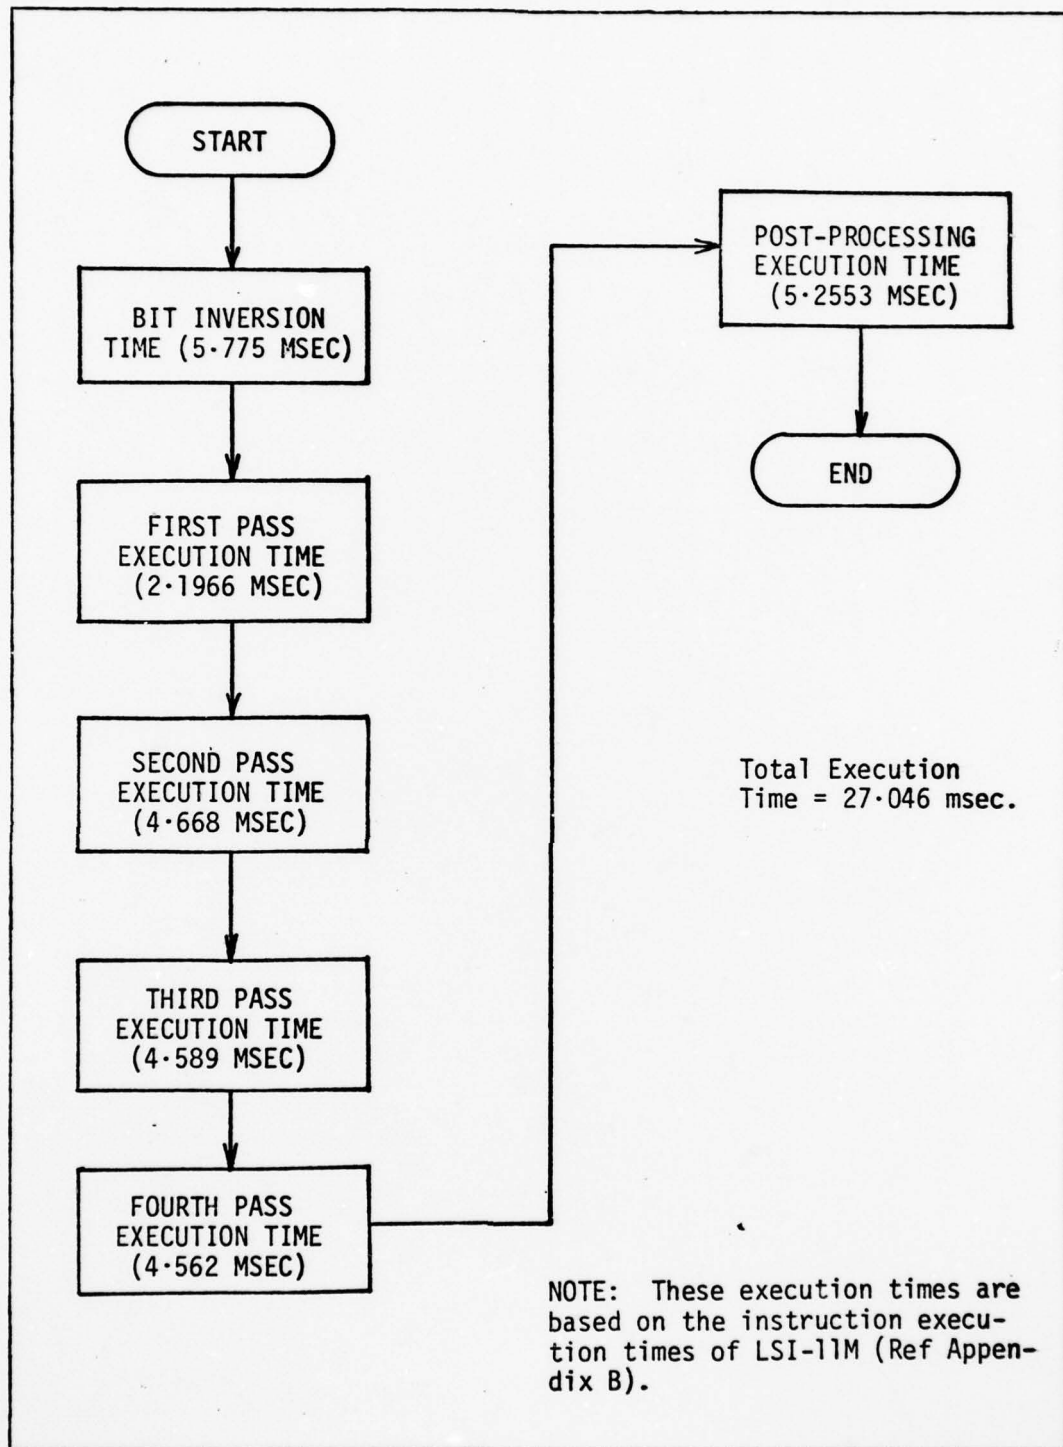 START
BIT INVERSION
TIME (5·775 MSEC)
FIRST PASS
EXECUTION TIME
(2·1966 MSEC)
SECOND PASS
EXECUTION TIME
(4·668 MSEC)
THIRD PASS
EXECUTION TIME
(4·589 MSEC)
FOURTH PASS
EXECUTION TIME
(4·562 MSEC)
POST-PROCESSING
EXECUTION TIME
(5·2553 MSEC)
END
Total Execution
Time = 27·046 msec.
NOTE: These execution times are
based on the instruction execu-
tion times of LSI-11M (Ref Appen-
dix B).